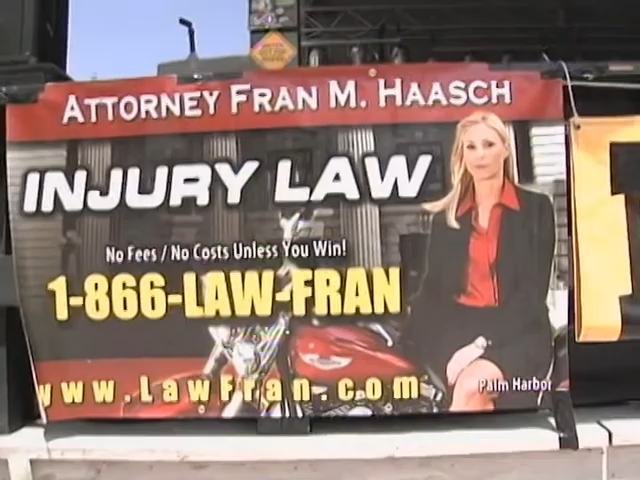 ATTORNEY FRAN M. HAASCH
INJURY LAW
NO FEES / NO COSTS UNLESS YOU WIN!
1-866-LAW-FRAN
www.LawFran.com
Palm Harbor